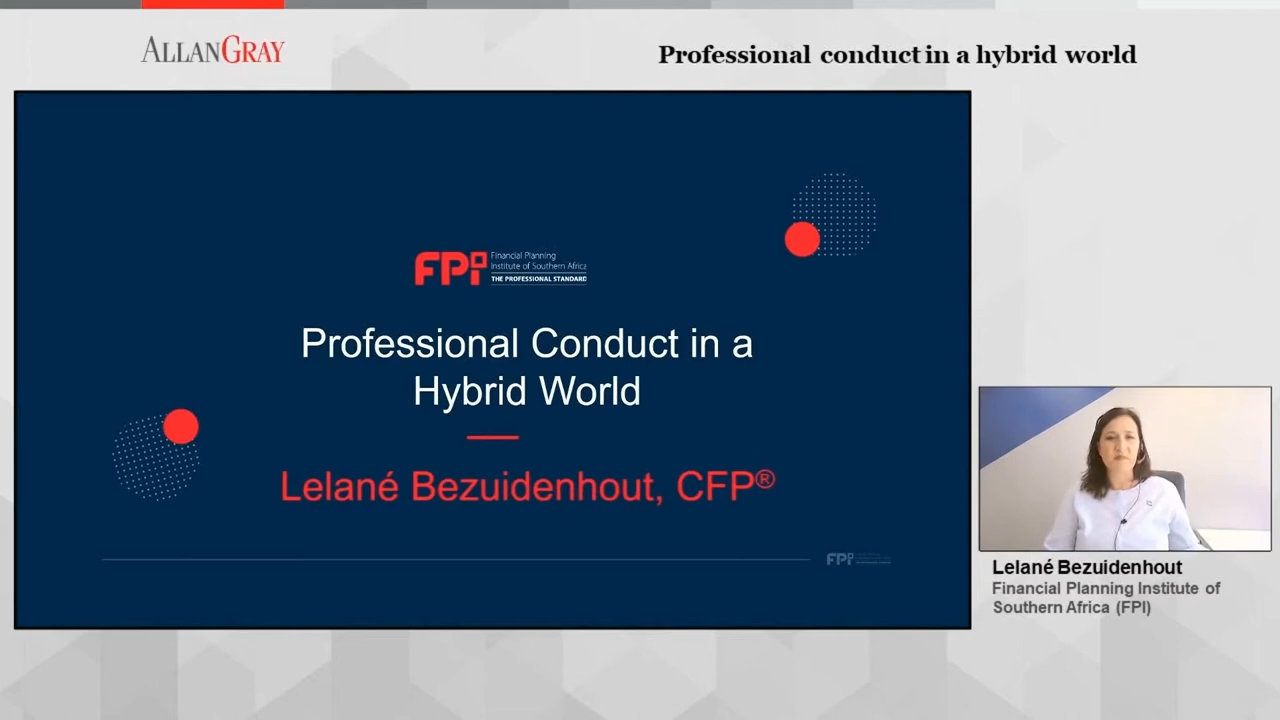 ALLANGRAY
Professional conduct in a hybrid world
FPi
Financial Planning
Institute of Southern Africa
THE PROFESSIONAL STANDARD
Professional Conduct in a
Hybrid World
Lelané Bezuidenhout, CFP®
FPi
Lelané Bezuidenhout
Financial Planning Institute of
Southern Africa (FPI)